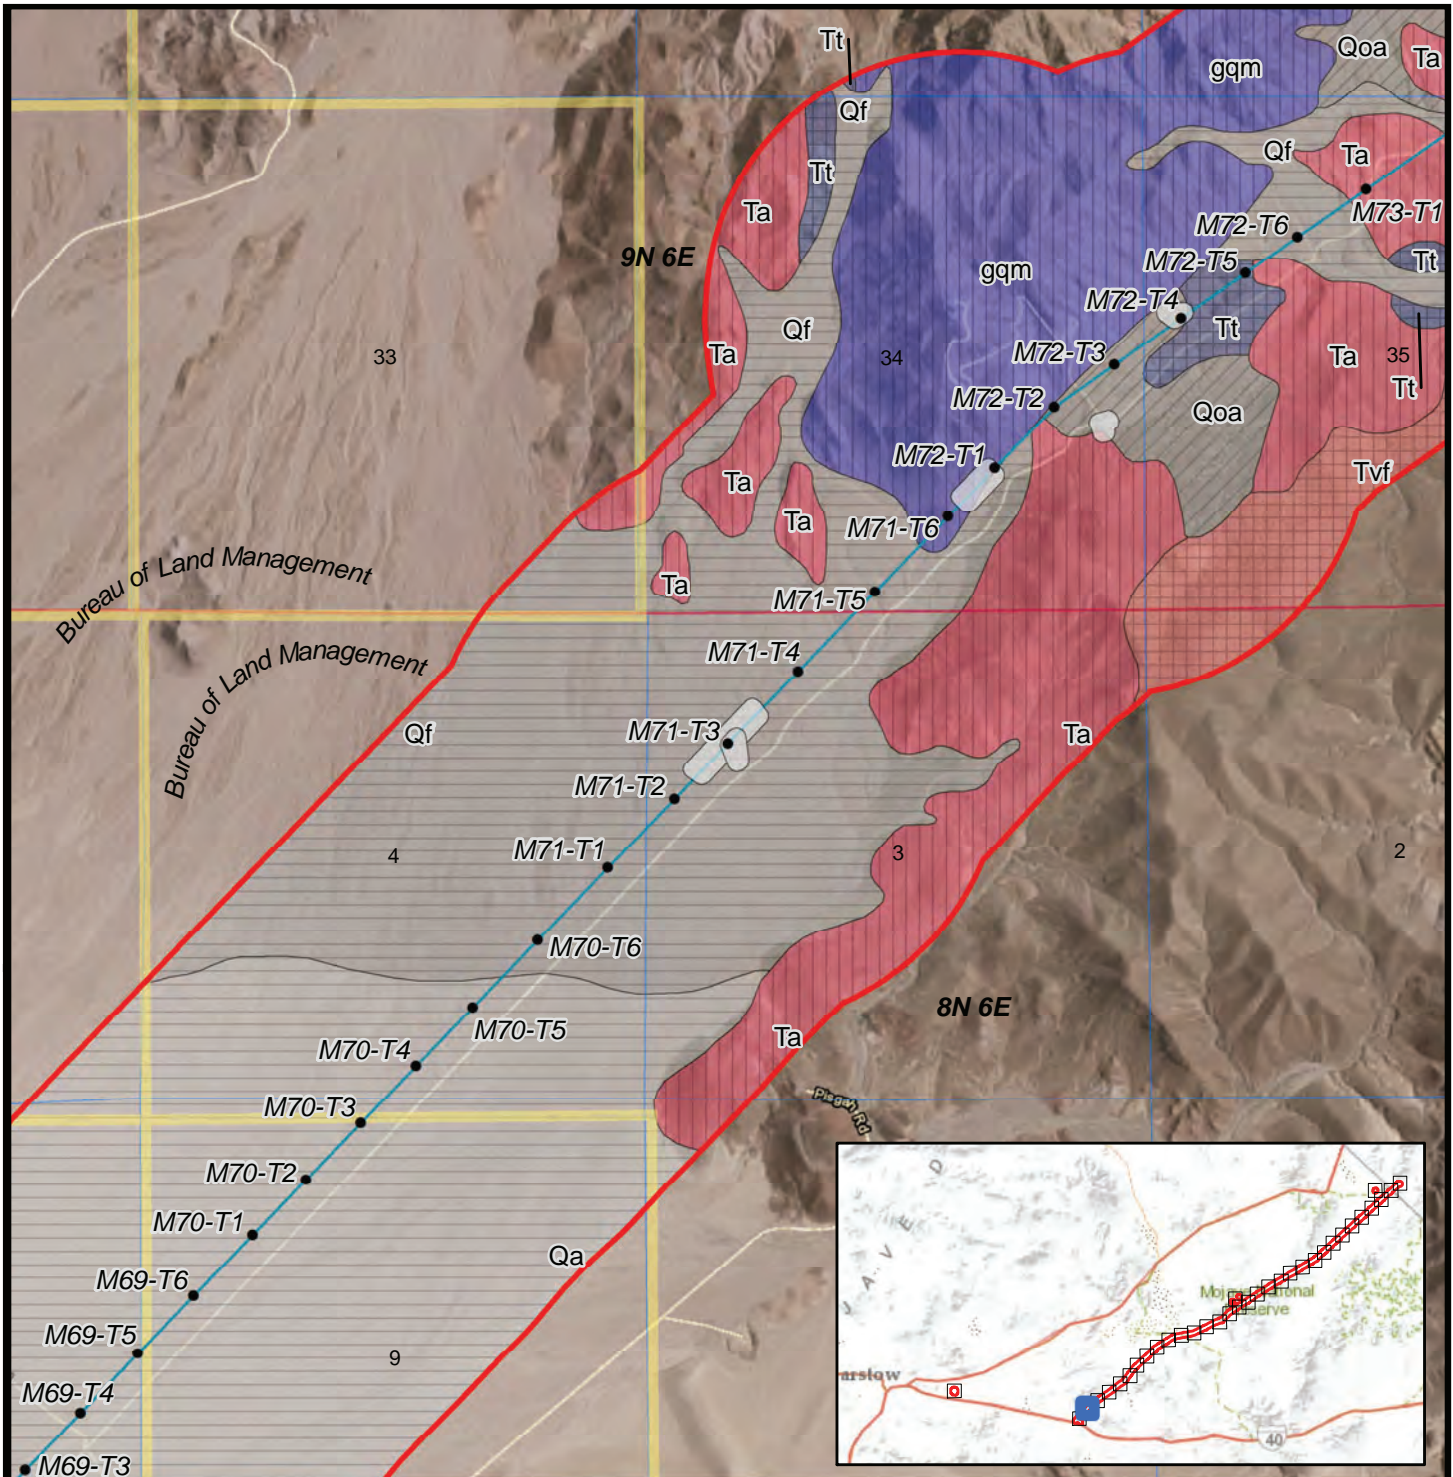 Tt
gqm
Qoa
Ta
Qf
Qf
Ta
Tt
Ta
M73-T1
M72-T6
9N 6E
M72-T5
Tt
gqm
M72-T4
Qf
Tt
Ta
33
34
M72-T3
Ta
35
Tt
M72-T2
Qoa
M72-T1
Tvf
Ta
Ta
M71-T6
Bureau of Land Management
Ta
M71-T5
Bureau of Land Management
M71-T4
Qf
M71-T3
Ta
M71-T2
M71-T1
4
3
2
M70-T6
8N 6E
M70-T5
Ta
M70-T4
M70-T3
Pisgah Rd
M70-T2
M70-T1
Qa
M69-T6
M69-T5
9
M69-T4
M69-T3
J A V E D
arstow
40